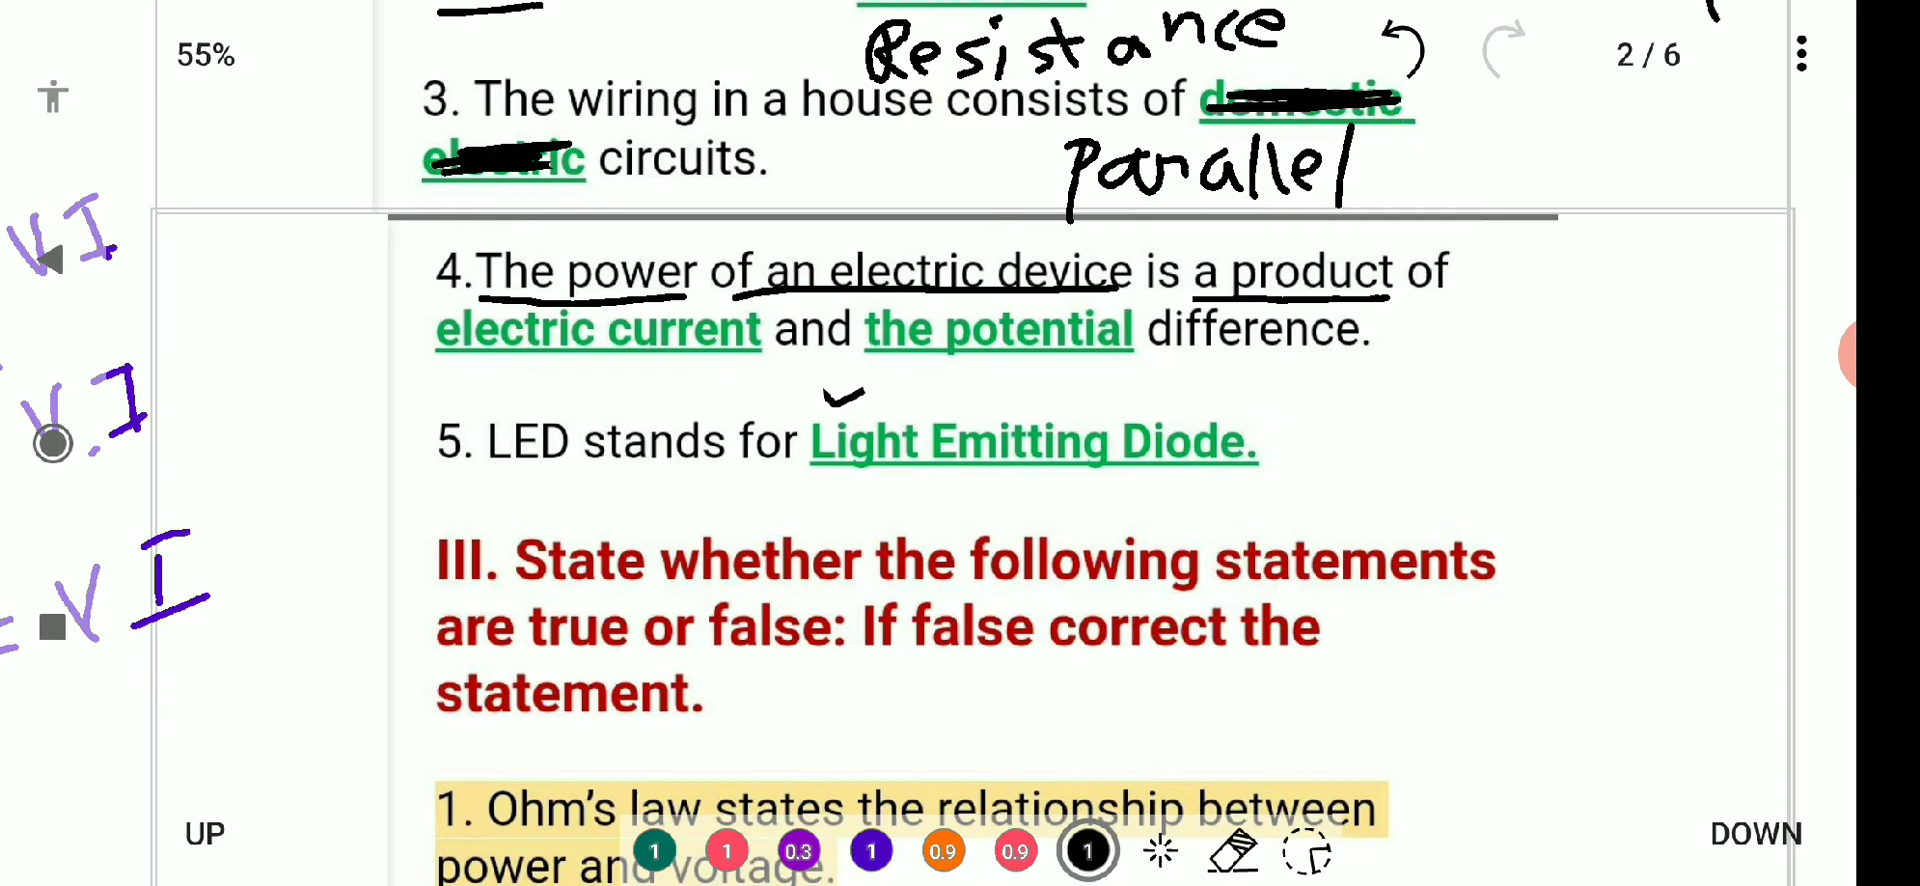 Resistance
55%
2 / 6
3. The wiring in a house consists of domestic
electric circuits.
parallel
VI
4.The power of an electric device is a product of
electric current and the potential difference.
V.I
5. LED stands for Light Emitting Diode.
= VI
III. State whether the following statements
are true or false: If false correct the
statement.
1. Ohm's law states the relationship between
power and voltage.
UP
DOWN
1 1 0.3 1 0.9 0.9 1